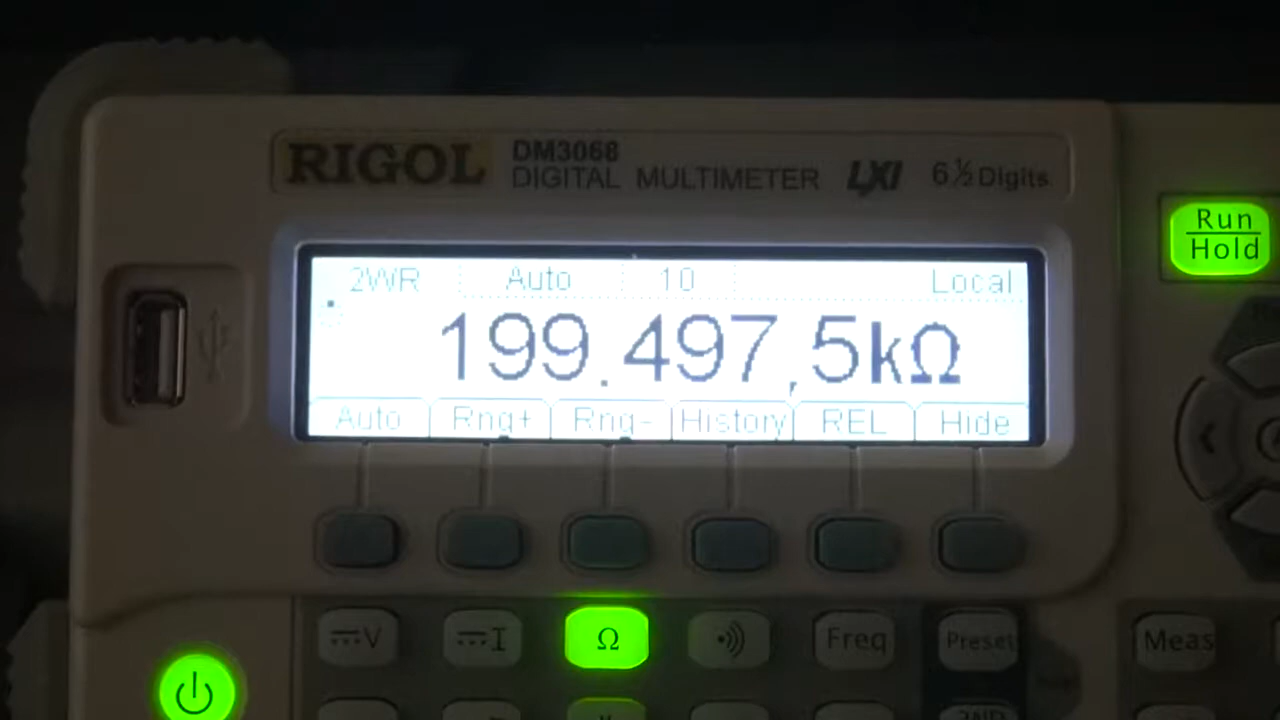 RIGOL DM3068 DIGITAL MULTIMETER LXI 6½ Digits
Run
Hold
2WR Auto 10 Local
199.497,5kΩ
Auto Rng+ Rng- History REL Hide
V I Ω Freq Preset Meas
2ND